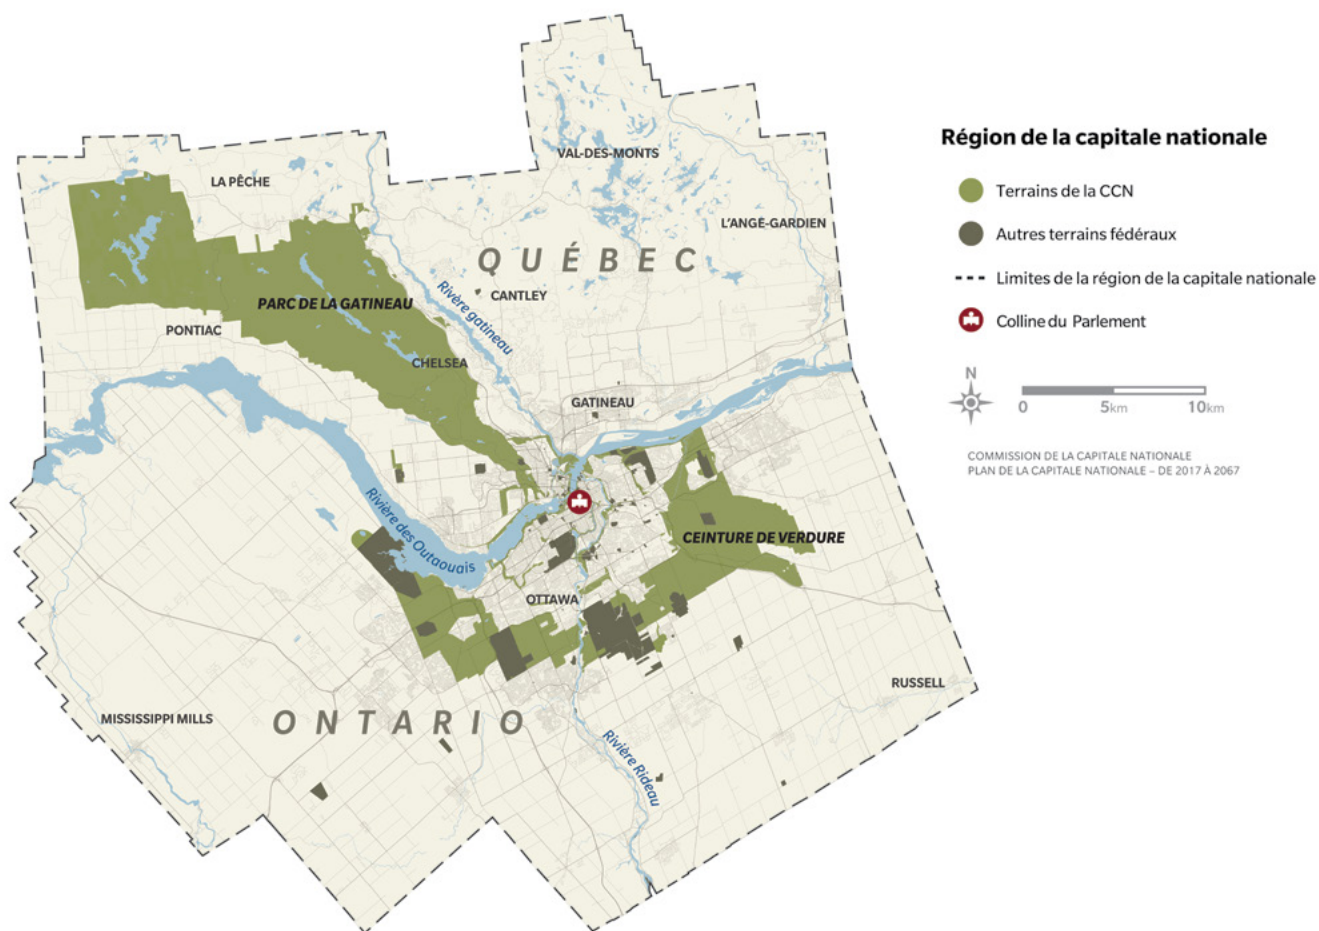 VAL-DES-MONTS
LA PÊCHE
L'ANGE-GARDIEN
QUÉBEC
Rivière gatineau
CANTLEY
PARC DE LA GATINEAU
PONTIAC
CHELSEA
GATINEAU
Rivière des Outaouais
CEINTURE DE VERDURE
OTTAWA
RUSSELL
MISSISSIPPI MILLS
ONTARIO
Rivière Rideau
Région de la capitale nationale
Terrains de la CCN
Autres terrains fédéraux
Limites de la région de la capitale nationale
Colline du Parlement
N
0 5km 10km
COMMISSION DE LA CAPITALE NATIONALE
PLAN DE LA CAPITALE NATIONALE – DE 2017 À 2067